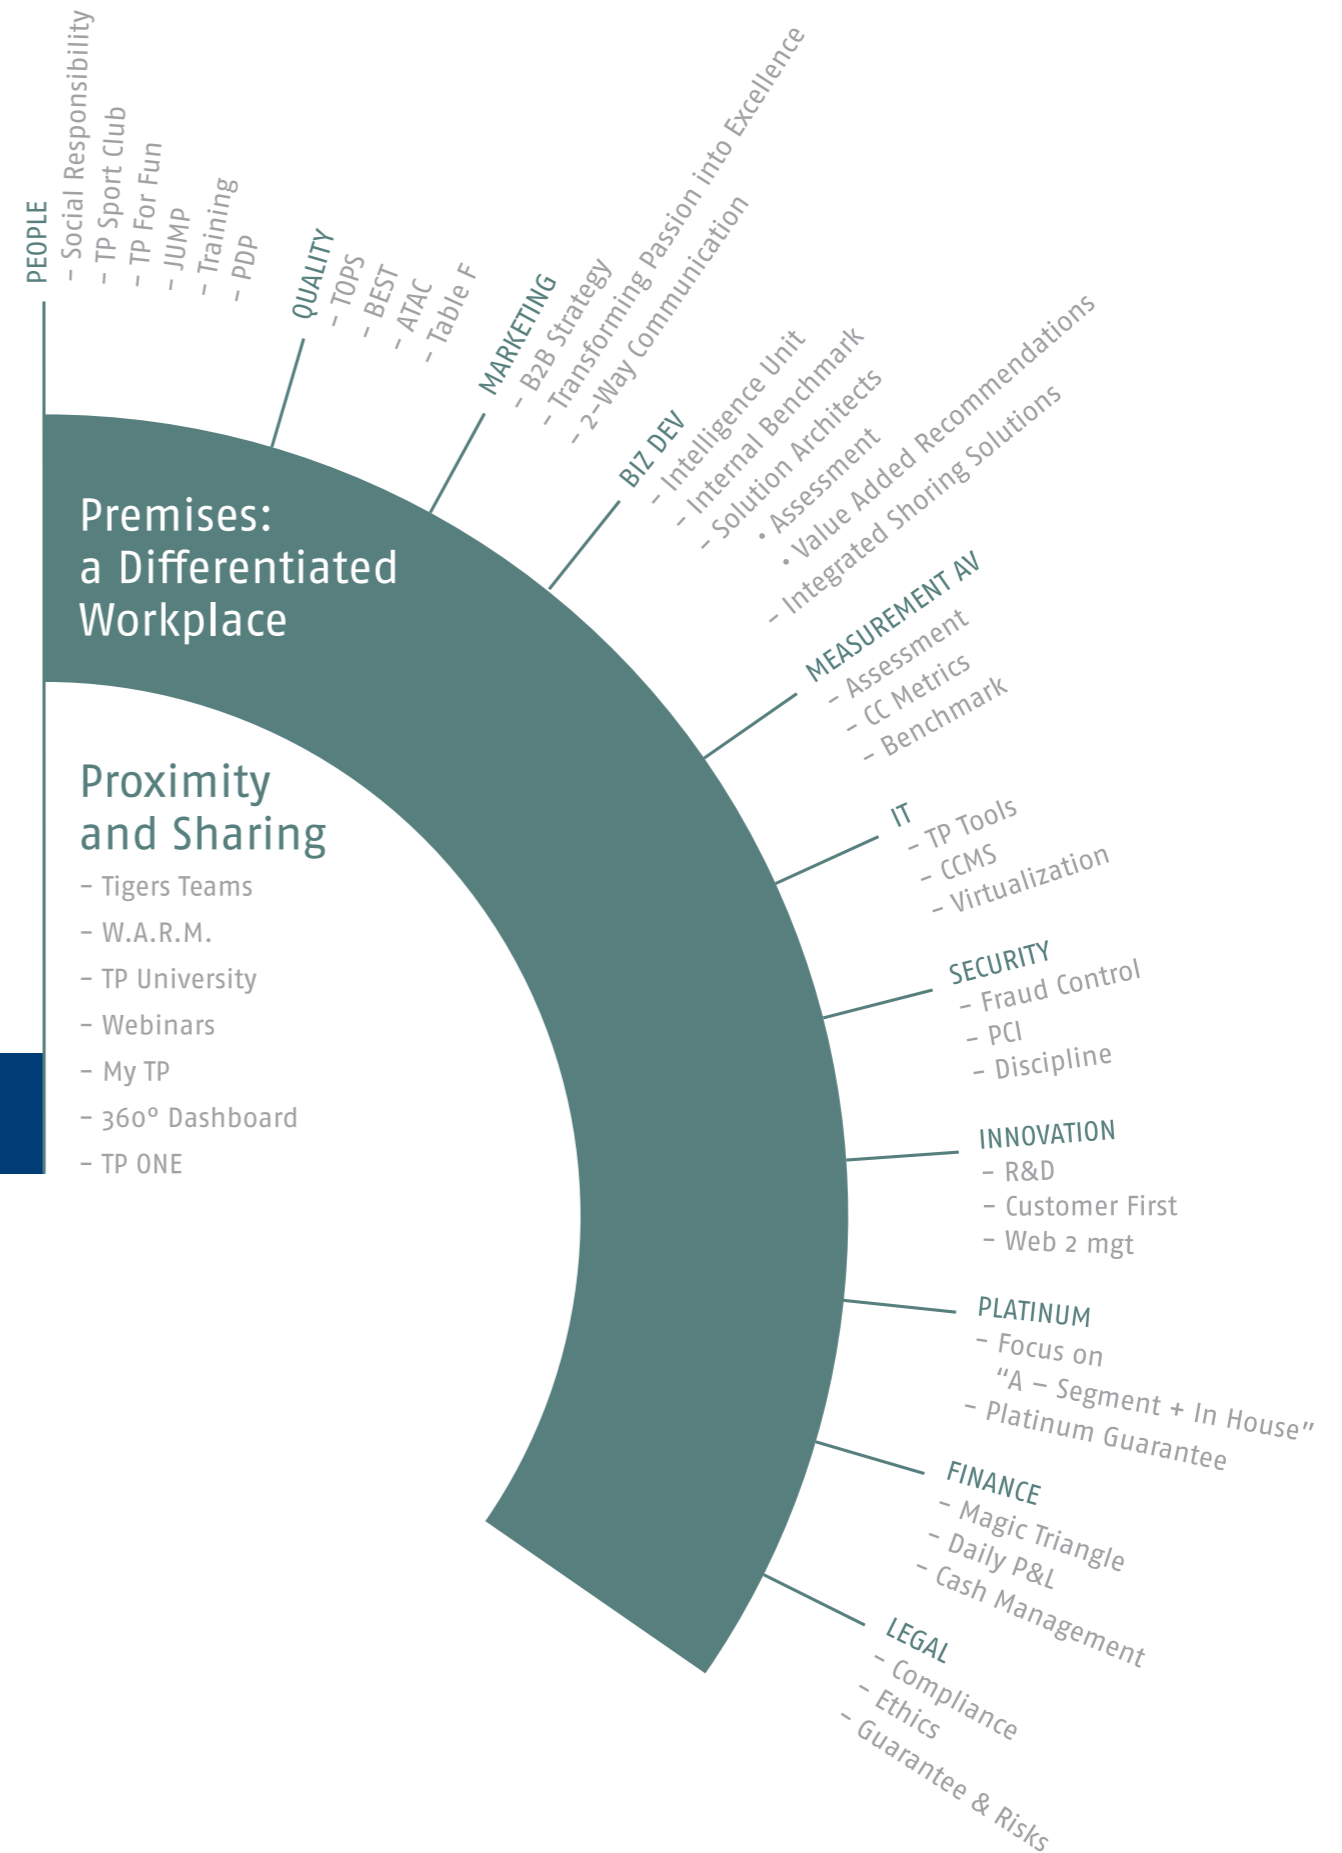 PEOPLE
– Social Responsibility
– TP Sport Club
– TP For Fun
– JUMP
– Training
– PDP
QUALITY
– TOPS
– BEST
– ATAC
– Table F
MARKETING
– B2B Strategy
– Transforming Passion into Excellence
– 2-Way Communication
BIZ DEV
– Intelligence Unit
– Internal Benchmark
– Solution Architects
• Assessment
• Value Added Recommendations
– Integrated Shoring Solutions
MEASUREMENT AV
– Assessment
– CC Metrics
– Benchmark
IT
– TP Tools
– CCMS
– Virtualization
SECURITY
– Fraud Control
– PCI
– Discipline
INNOVATION
– R&D
– Customer First
– Web 2 mgt
PLATINUM
– Focus on
“A – Segment + In House”
– Platinum Guarantee
FINANCE
– Magic Triangle
– Daily P&L
– Cash Management
LEGAL
– Compliance
– Ethics
– Guarantee & Risks
Premises:
a Differentiated
Workplace
Proximity
and Sharing
– Tigers Teams
– W.A.R.M.
– TP University
– Webinars
– My TP
– 360° Dashboard
– TP ONE